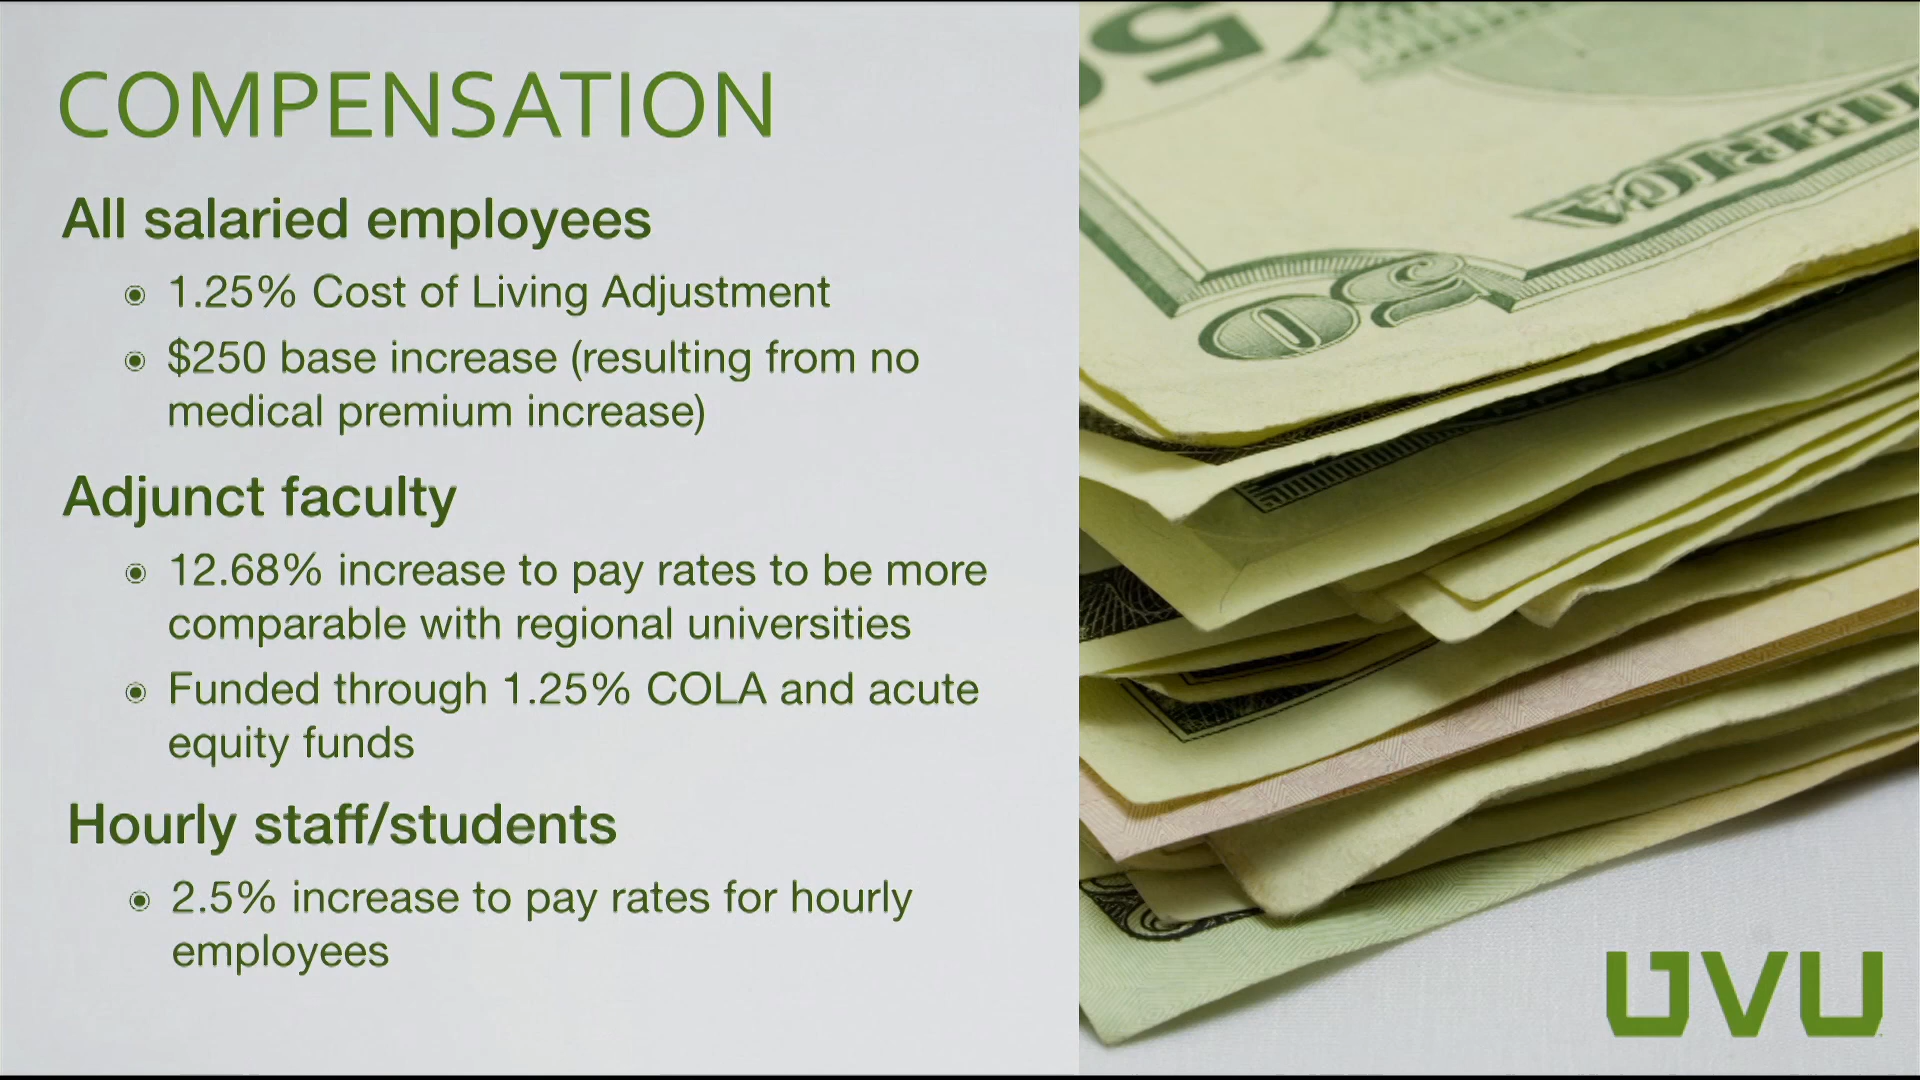 COMPENSATION
All salaried employees
1.25% Cost of Living Adjustment
$250 base increase (resulting from no
medical premium increase)
Adjunct faculty
12.68% increase to pay rates to be more
comparable with regional universities
Funded through 1.25% COLA and acute
equity funds
Hourly staff/students
2.5% increase to pay rates for hourly
employees
50
50
UVU